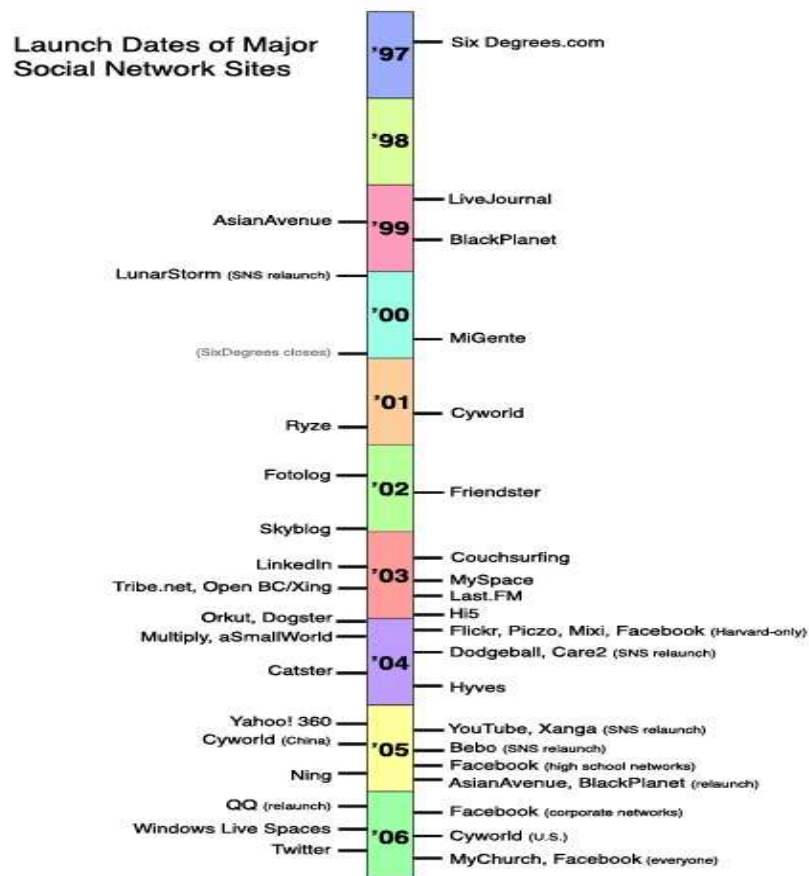 Launch Dates of Major
Social Network Sites
'97
Six Degrees.com
'98
'99
LiveJournal
AsianAvenue
BlackPlanet
LunarStorm (SNS relaunch)
'00
MiGente
(SixDegrees closes)
'01
Cyworld
Ryze
'02
Fotolog
Friendster
Skyblog
'03
Couchsurfing
LinkedIn
MySpace
Tribe.net, Open BC/Xing
Last.FM
Hi5
Orkut, Dogster
Flickr, Piczo, Mixi, Facebook (Harvard-only)
Multiply, aSmallWorld
'04
Dodgeball, Care2 (SNS relaunch)
Catster
Hyves
Yahoo! 360
YouTube, Xanga (SNS relaunch)
Cyworld (China)
'05
Bebo (SNS relaunch)
Facebook (high school networks)
Ning
AsianAvenue, BlackPlanet (relaunch)
QQ (relaunch)
Facebook (corporate networks)
Windows Live Spaces
'06
Cyworld (U.S.)
Twitter
MyChurch, Facebook (everyone)